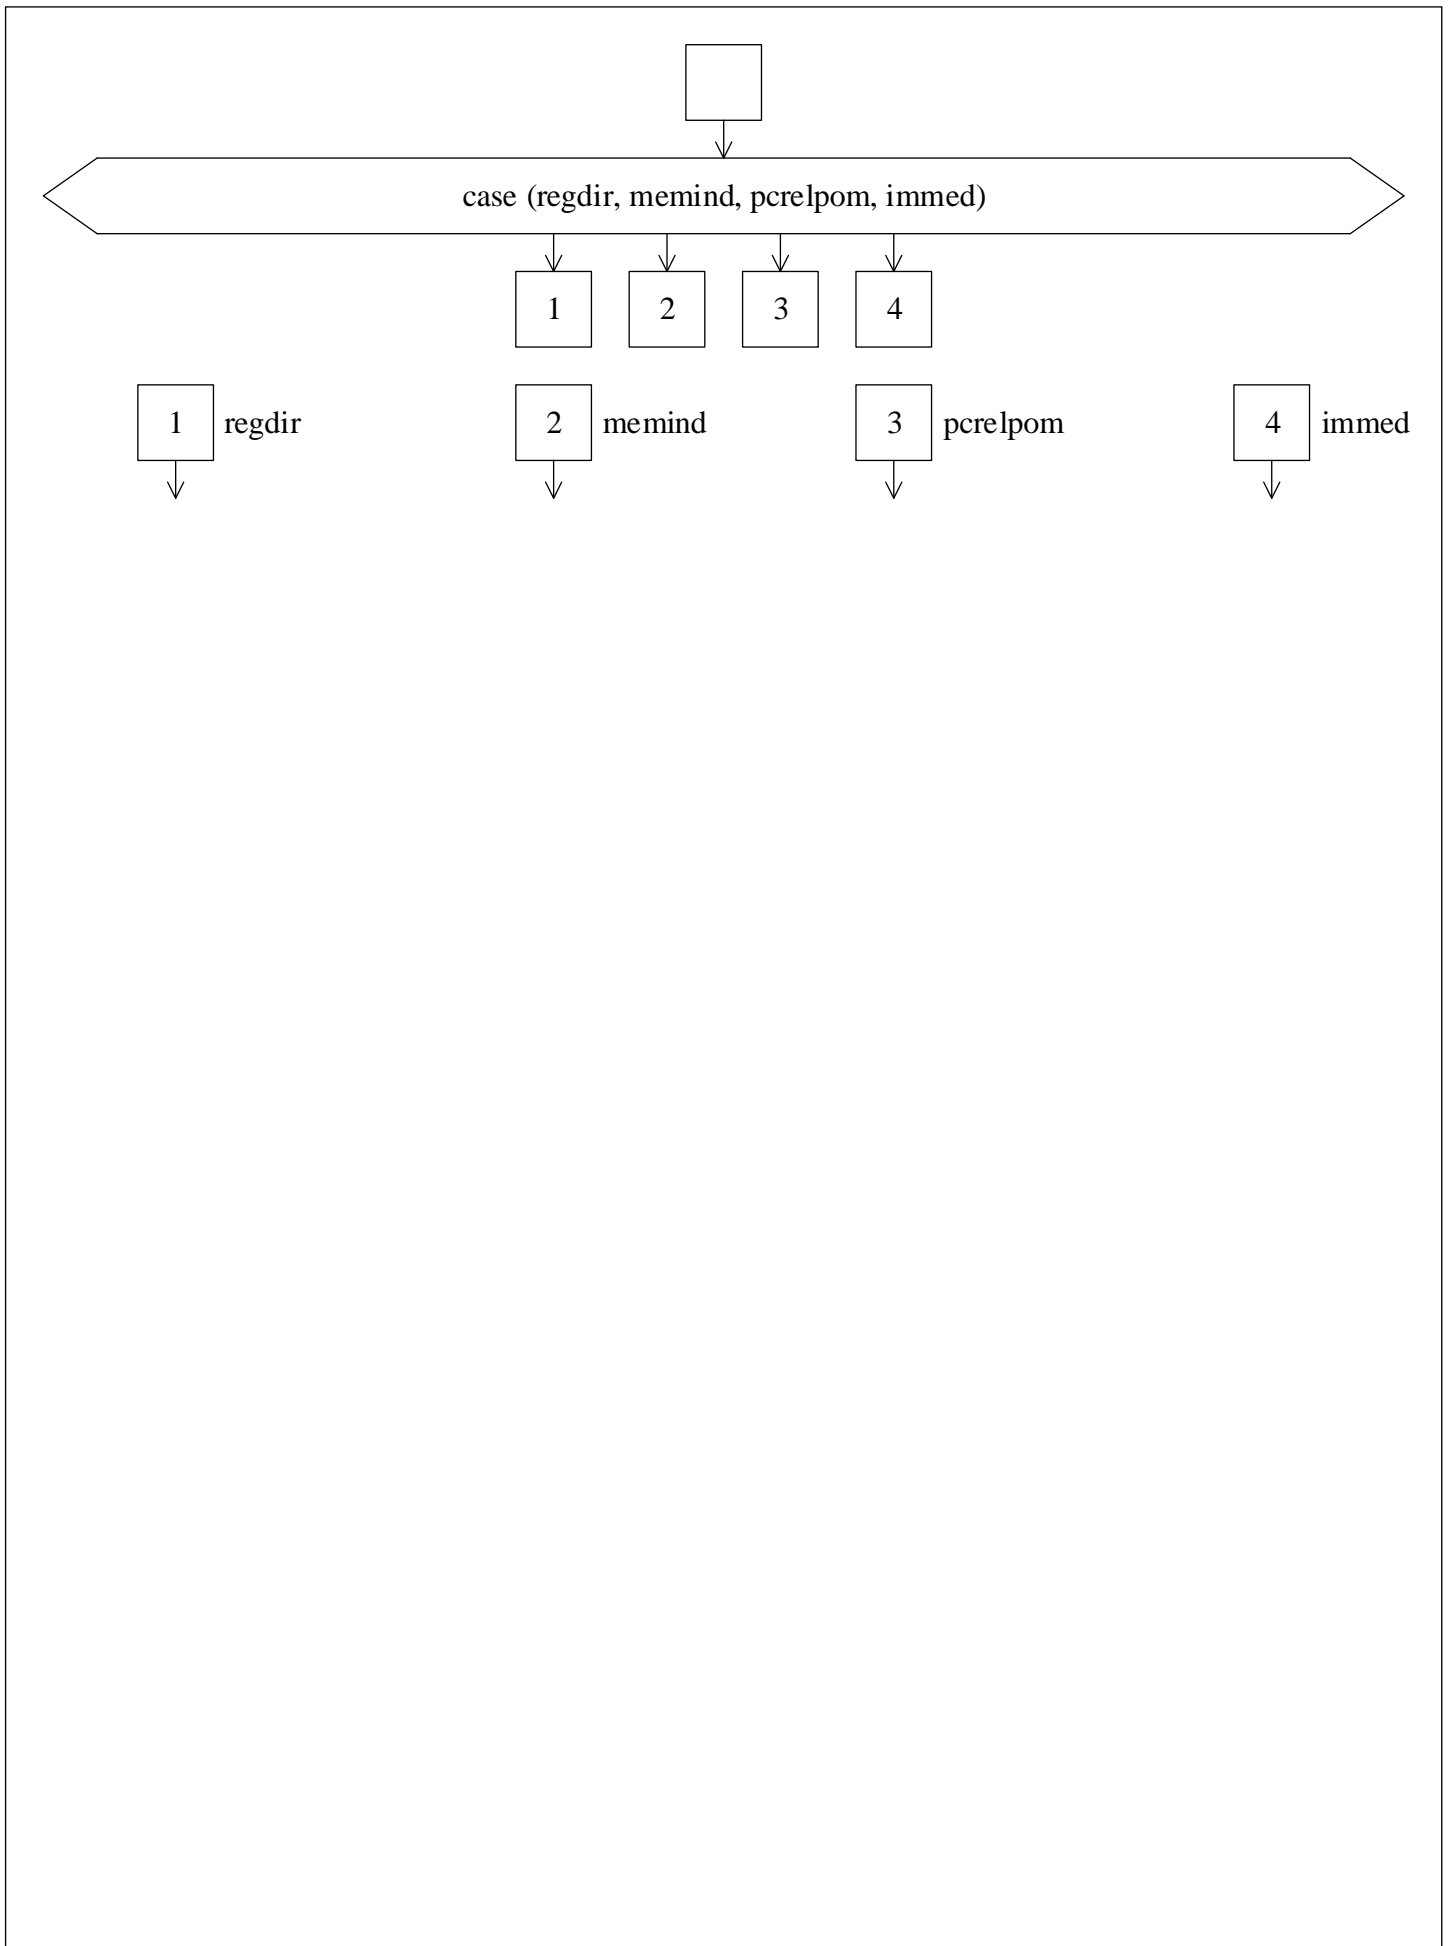 case (regdir, memind, pcrelpom, immed)
1 2 3 4
1 regdir 2 memind 3 pcrelpom 4 immed